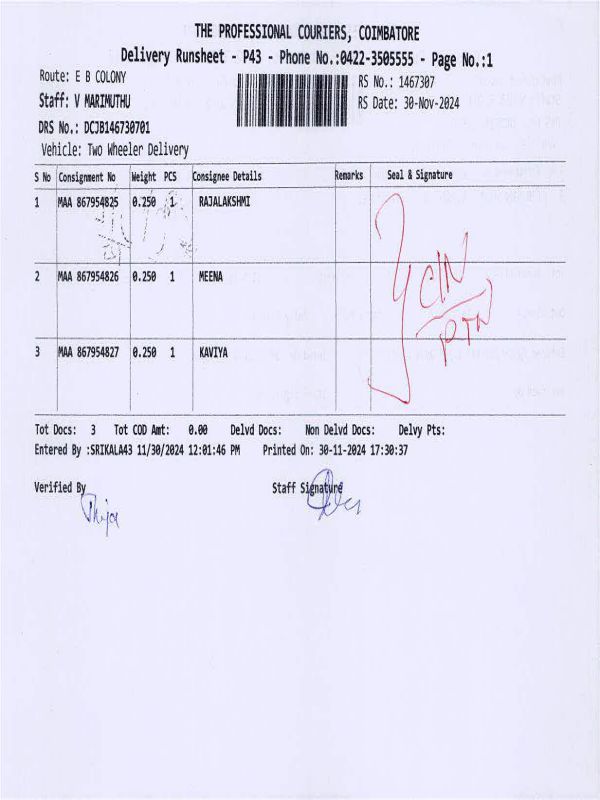 THE PROFESSIONAL COURIERS, COIMBATORE
Delivery Runsheet - P43 - Phone No.:0422-3505555 - Page No.:1
Route: E B COLONY
RS No.: 1467307
Staff: V MARIMUTHU
RS Date: 30-Nov-2024
DRS No.: DCJB146730701
Vehicle: Two Wheeler Delivery
S No Consignment No Weight PCS Consignee Details Remarks Seal & Signature
1 MAA 867954825 0.250 1 RAJALAKSHMI
2 MAA 867954826 0.250 1 MEENA
3 MAA 867954827 0.250 1 KAVIYA
Tot Docs: 3 Tot COD Amt: 0.00 Delvd Docs: Non Delvd Docs: Delvy Pts:
Entered By :SRIKALA43 11/30/2024 12:01:46 PM Printed On: 30-11-2024 17:30:37
Verified By Staff Signature